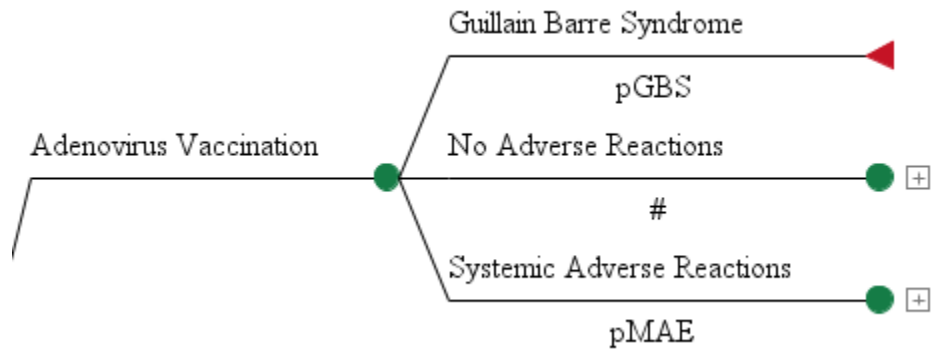 Guillain Barre Syndrome
pGBS
Adenovirus Vaccination
No Adverse Reactions
#
Systemic Adverse Reactions
pMAE